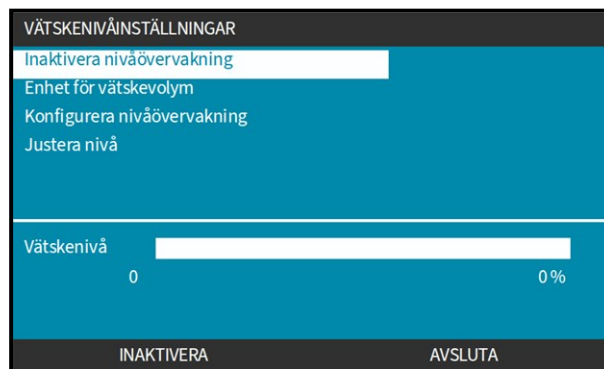 VÄTSKENIVÅINSTÄLLNINGAR
Inaktivera nivåövervakning
Enhet för vätskevolym
Konfigurera nivåövervakning
Justera nivå
Vätskenivå
0 0 %
INAKTIVERA AVSLUTA